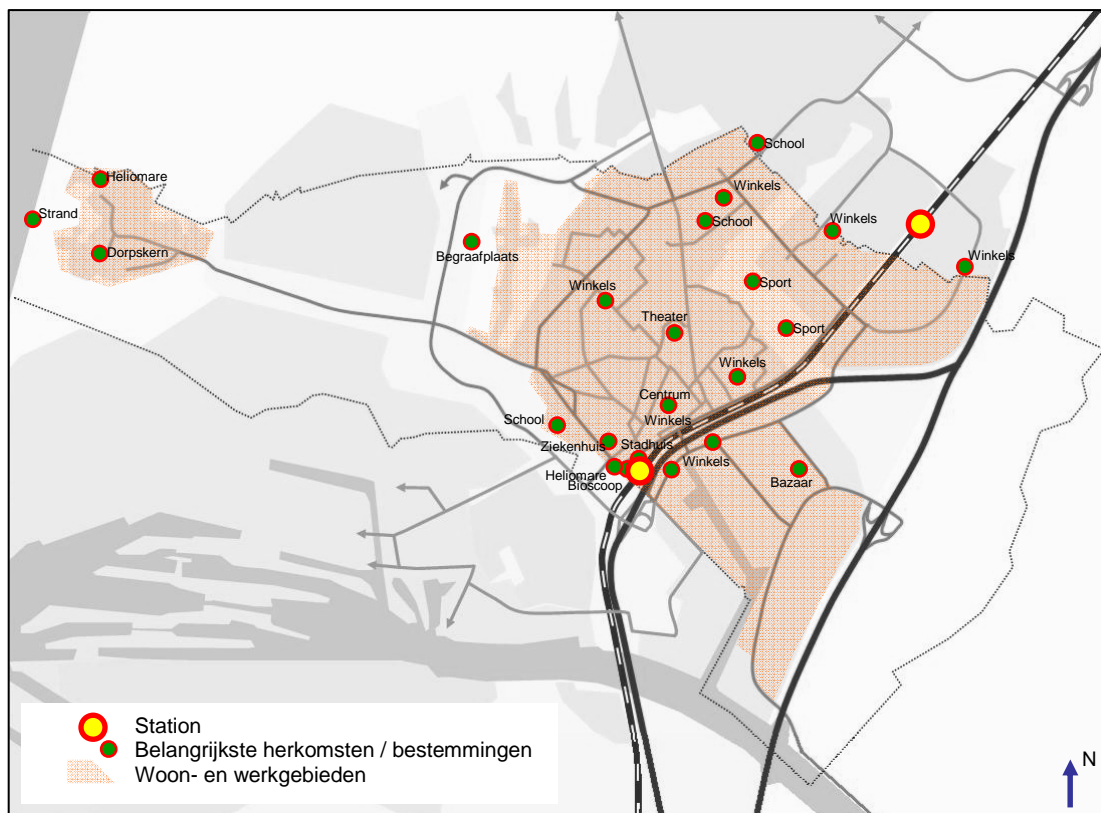 School
Heliomare
Winkels
Strand
School
Winkels
Dorpskern
Begraafplaats
Winkels
Sport
Winkels
Theater
Sport
Winkels
Centrum
Winkels
School
Ziekenhuis
Stadhuis
Heliomare
Winkels
Bioscoop
Bazaar
Station
Belangrijkste herkomsten / bestemmingen
Woon- en werkgebieden
N